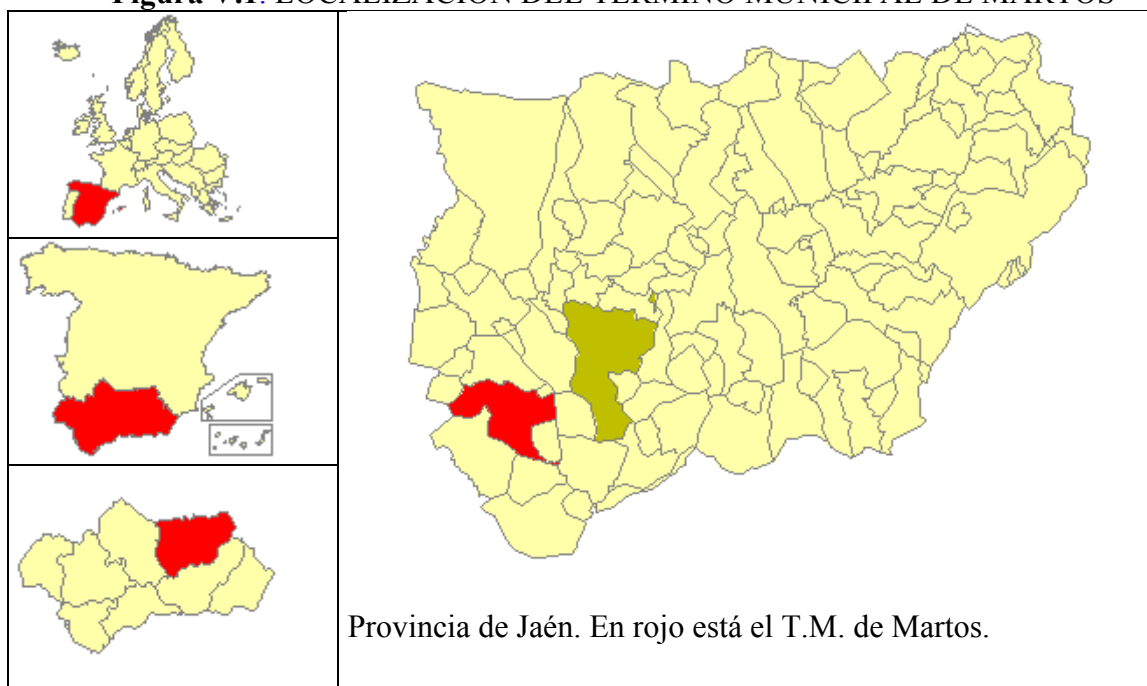 Figura V.1. LOCALIZACIÓN DEL TÉRMINO MUNICIPAL DE MARTOS
Provincia de Jaén. En rojo está el T.M. de Martos.